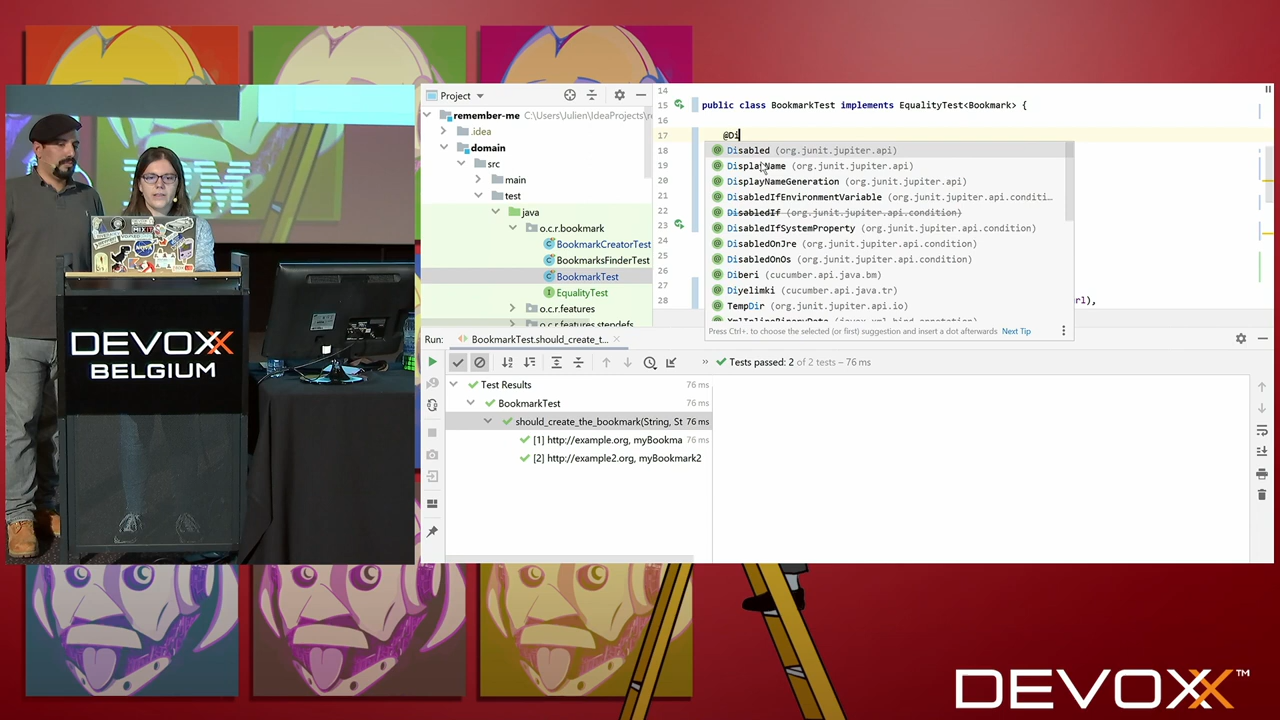 Project
remember-me C:\Users\Julien\IdeaProjects\re
.idea
domain
src
main
test
java
o.c.r.bookmark
BookmarkCreatorTest
BookmarksFinderTest
BookmarkTest
EqualityTest
o.c.r.features
o.c.r.features.stepdefs
14
15 public class BookmarkTest implements EqualityTest<Bookmark> {
16
17 @Di
18
19
20
21
22
23
24
25
26
27
28 rl),
Disabled (org.junit.jupiter.api)
DisplayName (org.junit.jupiter.api)
DisplayNameGeneration (org.junit.jupiter.api)
DisabledIfEnvironmentVariable (org.junit.jupiter.api.conditi…
DisabledIf (org.junit.jupiter.api.condition)
DisabledIfSystemProperty (org.junit.jupiter.api.condition)
DisabledOnJre (org.junit.jupiter.api.condition)
DisabledOnOs (org.junit.jupiter.api.condition)
Diberi (cucumber.api.java.bm)
Diyelimki (cucumber.api.java.tr)
TempDir (org.junit.jupiter.api.io)
Press Ctrl+. to choose the selected (or first) suggestion and insert a dot afterwards Next Tip
Run: BookmarkTest.should_create_t...
Tests passed: 2 of 2 tests – 76 ms
Test Results 76 ms
BookmarkTest 76 ms
should_create_the_bookmark(String, St 76 ms
[1] http://example.org, myBookma 76 ms
[2] http://example2.org, myBookmark2
IBM
DEVOXX
BELGIUM
DEVOXX™